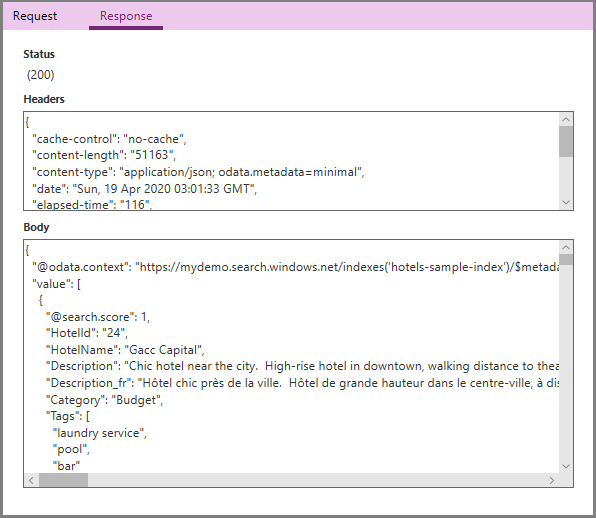 Request Response
Status
(200)
Headers
{
"cache-control": "no-cache",
"content-length": "51163",
"content-type": "application/json; odata.metadata=minimal",
"date": "Sun, 19 Apr 2020 03:01:33 GMT",
"elapsed-time": "116",
Body
{
"@odata.context": "https://mydemo.search.windows.net/indexes('hotels-sample-index')/$metada
"value": [
{
"@search.score": 1,
"HotelId": "24",
"HotelName": "Gacc Capital",
"Description": "Chic hotel near the city.  High-rise hotel in downtown, walking distance to thea
"Description_fr": "Hôtel chic près de la ville.  Hôtel de grande hauteur dans le centre-ville, à dis
"Category": "Budget",
"Tags": [
"laundry service",
"pool",
"bar"